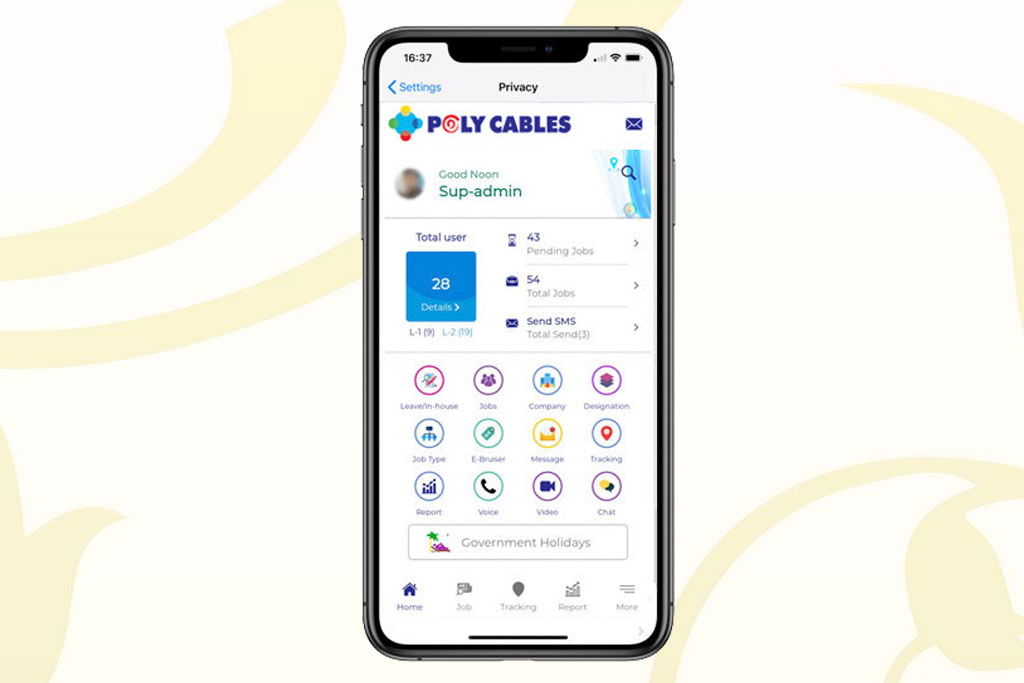 16:37
Settings
Privacy
POLY CABLES
Good Noon
Sup-admin
Total user
28
Details
L-1 (9) L-2 (19)
43
Pending Jobs
54
Total Jobs
Send SMS
Total Send(3)
Leave/In-house Jobs Company Designation
Job Type E-Bruiser Message Tracking
Report Voice Video Chat
Government Holidays
Home Job Tracking Report More